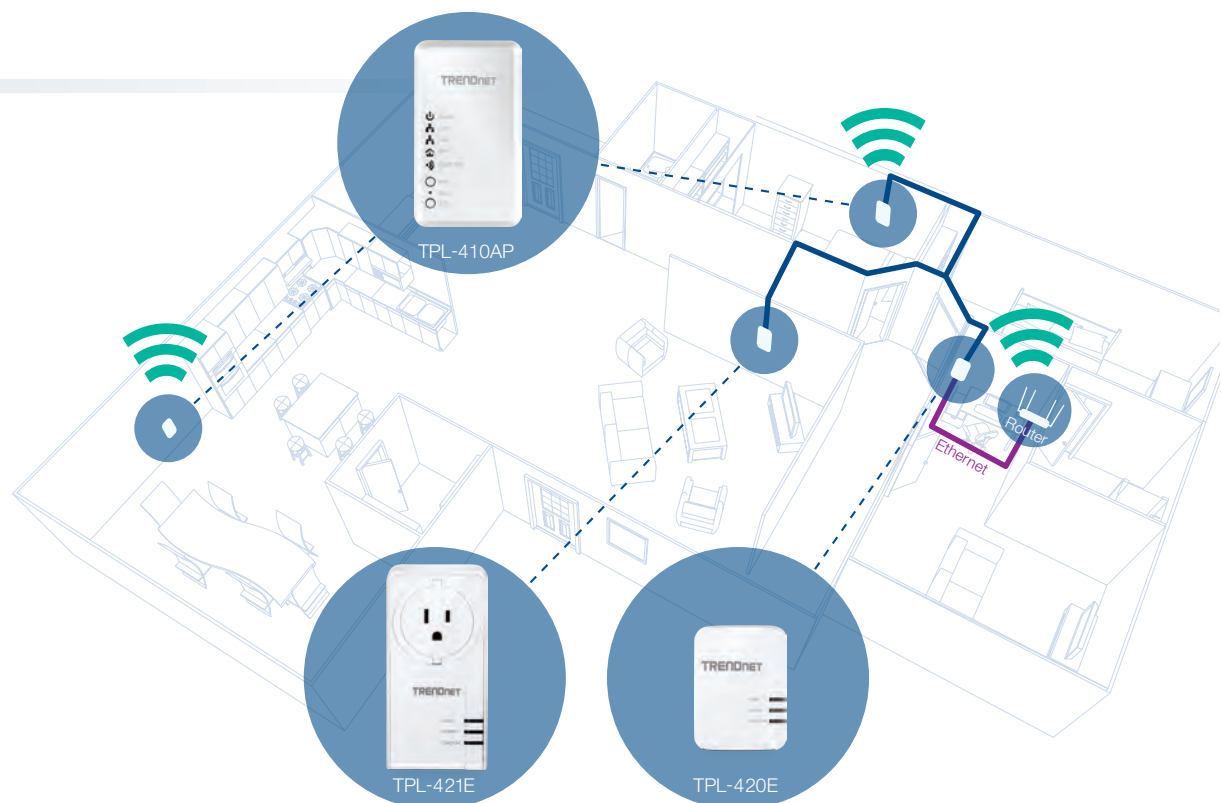 TRENDnet
TPL-410AP
Router
Ethernet
TRENDnet
TPL-421E
TRENDnet
TPL-420E